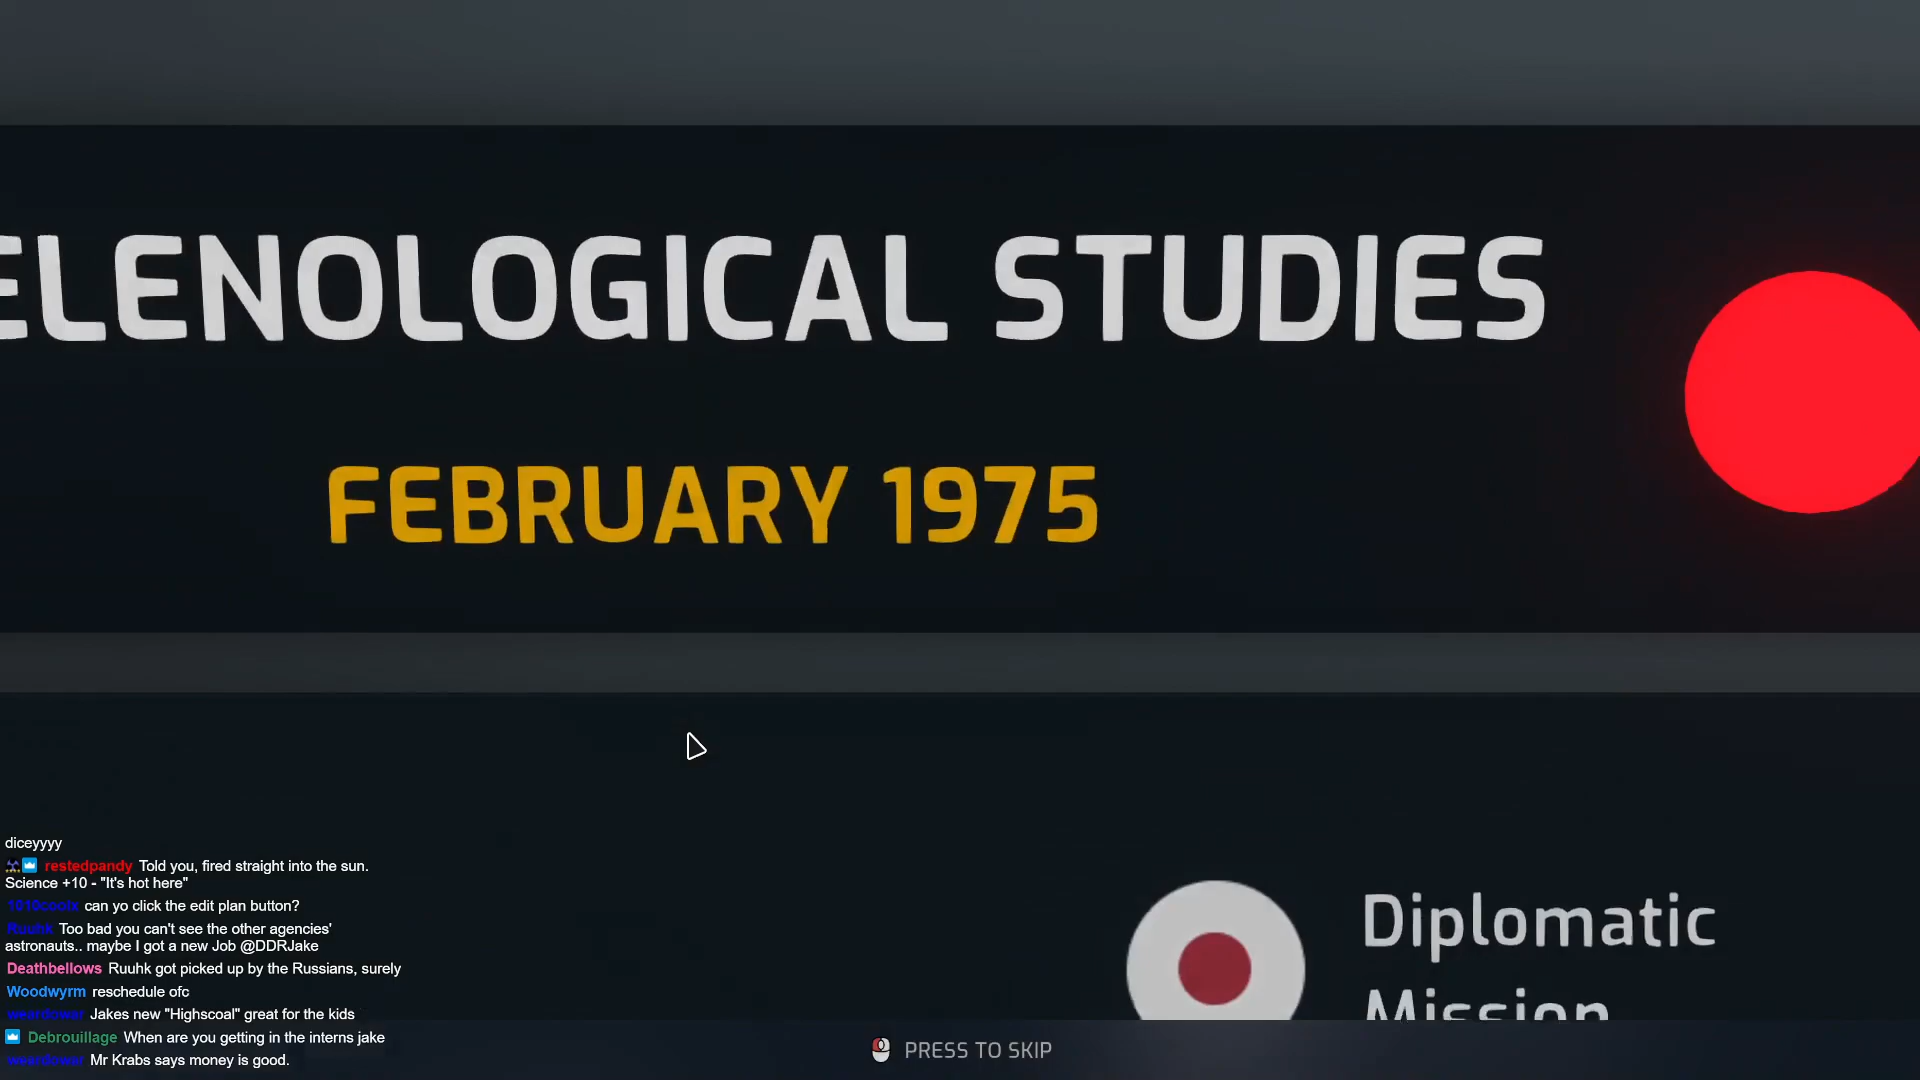 ELENOLOGICAL STUDIES
FEBRUARY 1975
Diplomatic
Mission
diceyyyy
restedpandy Told you, fired straight into the sun.
Science +10 - "It's hot here"
1010coolx can yo click the edit plan button?
Ruuhk Too bad you can't see the other agencies'
astronauts.. maybe I got a new Job @DDRJake
Deathbellows Ruuhk got picked up by the Russians, surely
Woodwyrm reschedule ofc
Jakes new "Highscoal" great for the kids
Debrouillage When are you getting in the interns jake
Mr Krabs says money is good.
PRESS TO SKIP